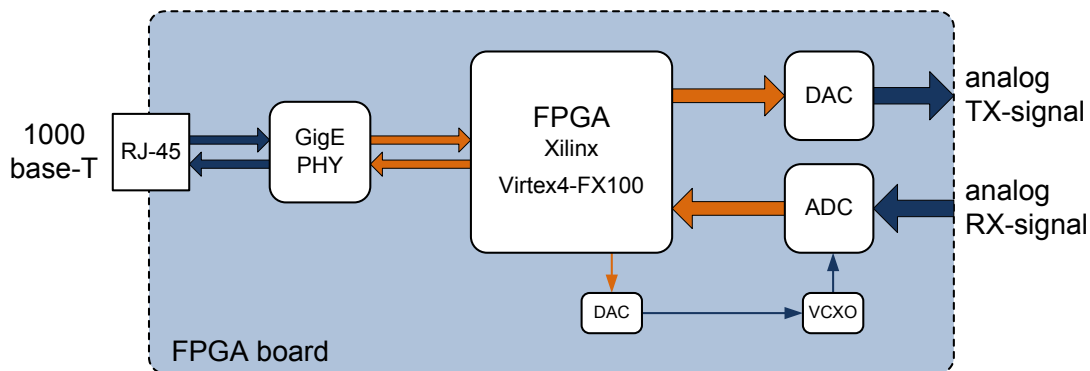 1000
base-T
RJ-45
GigE
PHY
FPGA
Xilinx
Virtex4-FX100
DAC
analog
TX-signal
ADC
analog
RX-signal
DAC
VCXO
FPGA board